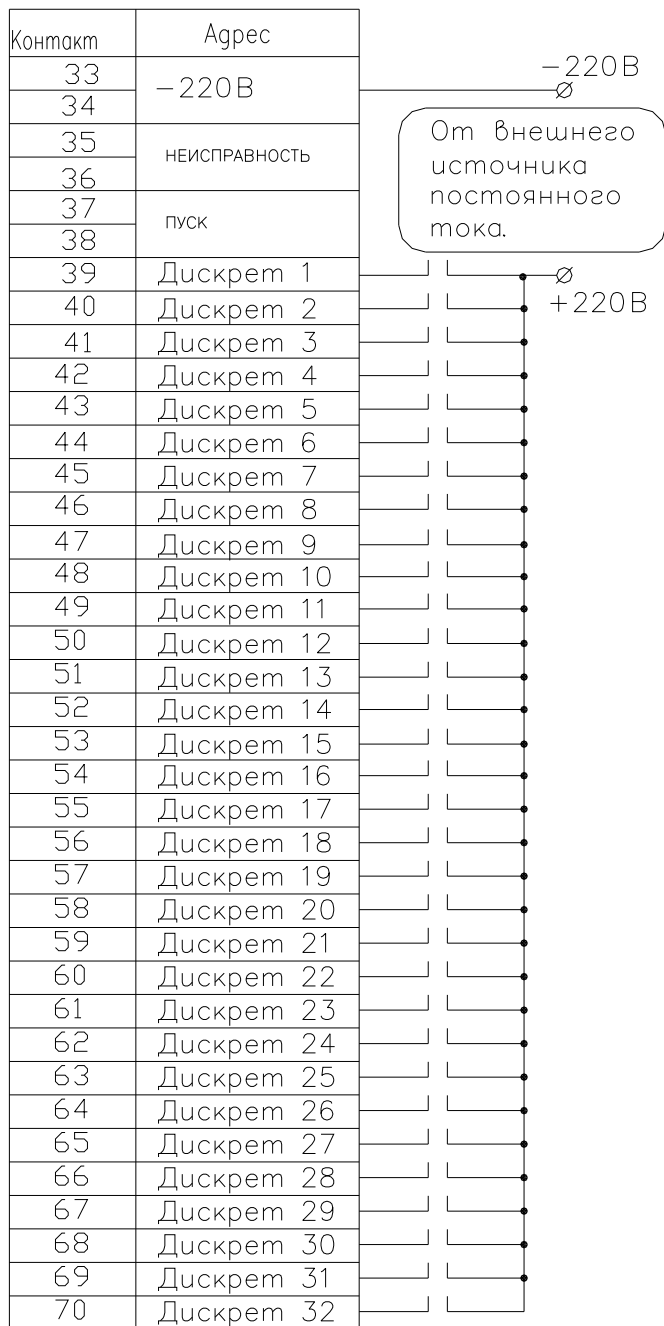 Контакт Адрес
33
-220В
34
-220В
От внешнего
источника
постоянного
тока.
35
НЕИСПРАВНОСТЬ
36
37
ПУСК
38
39 Дискрет 1
+220В
40 Дискрет 2
41 Дискрет 3
42 Дискрет 4
43 Дискрет 5
44 Дискрет 6
45 Дискрет 7
46 Дискрет 8
47 Дискрет 9
48 Дискрет 10
49 Дискрет 11
50 Дискрет 12
51 Дискрет 13
52 Дискрет 14
53 Дискрет 15
54 Дискрет 16
55 Дискрет 17
56 Дискрет 18
57 Дискрет 19
58 Дискрет 20
59 Дискрет 21
60 Дискрет 22
61 Дискрет 23
62 Дискрет 24
63 Дискрет 25
64 Дискрет 26
65 Дискрет 27
66 Дискрет 28
67 Дискрет 29
68 Дискрет 30
69 Дискрет 31
70 Дискрет 32